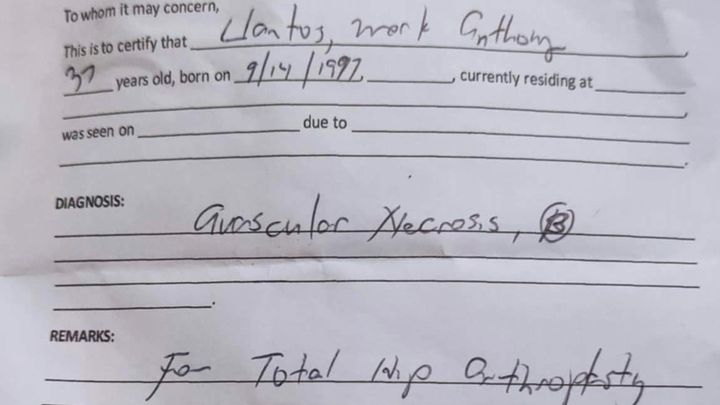 To whom it may concern,
This is to certify that Llantos, Mark Anthony
37 years old, born on 9/14/1997, , currently residing at
was seen on due to
DIAGNOSIS:
Avascular Necrosis, Ⓑ
REMARKS:
For Total Hip Arthroplasty